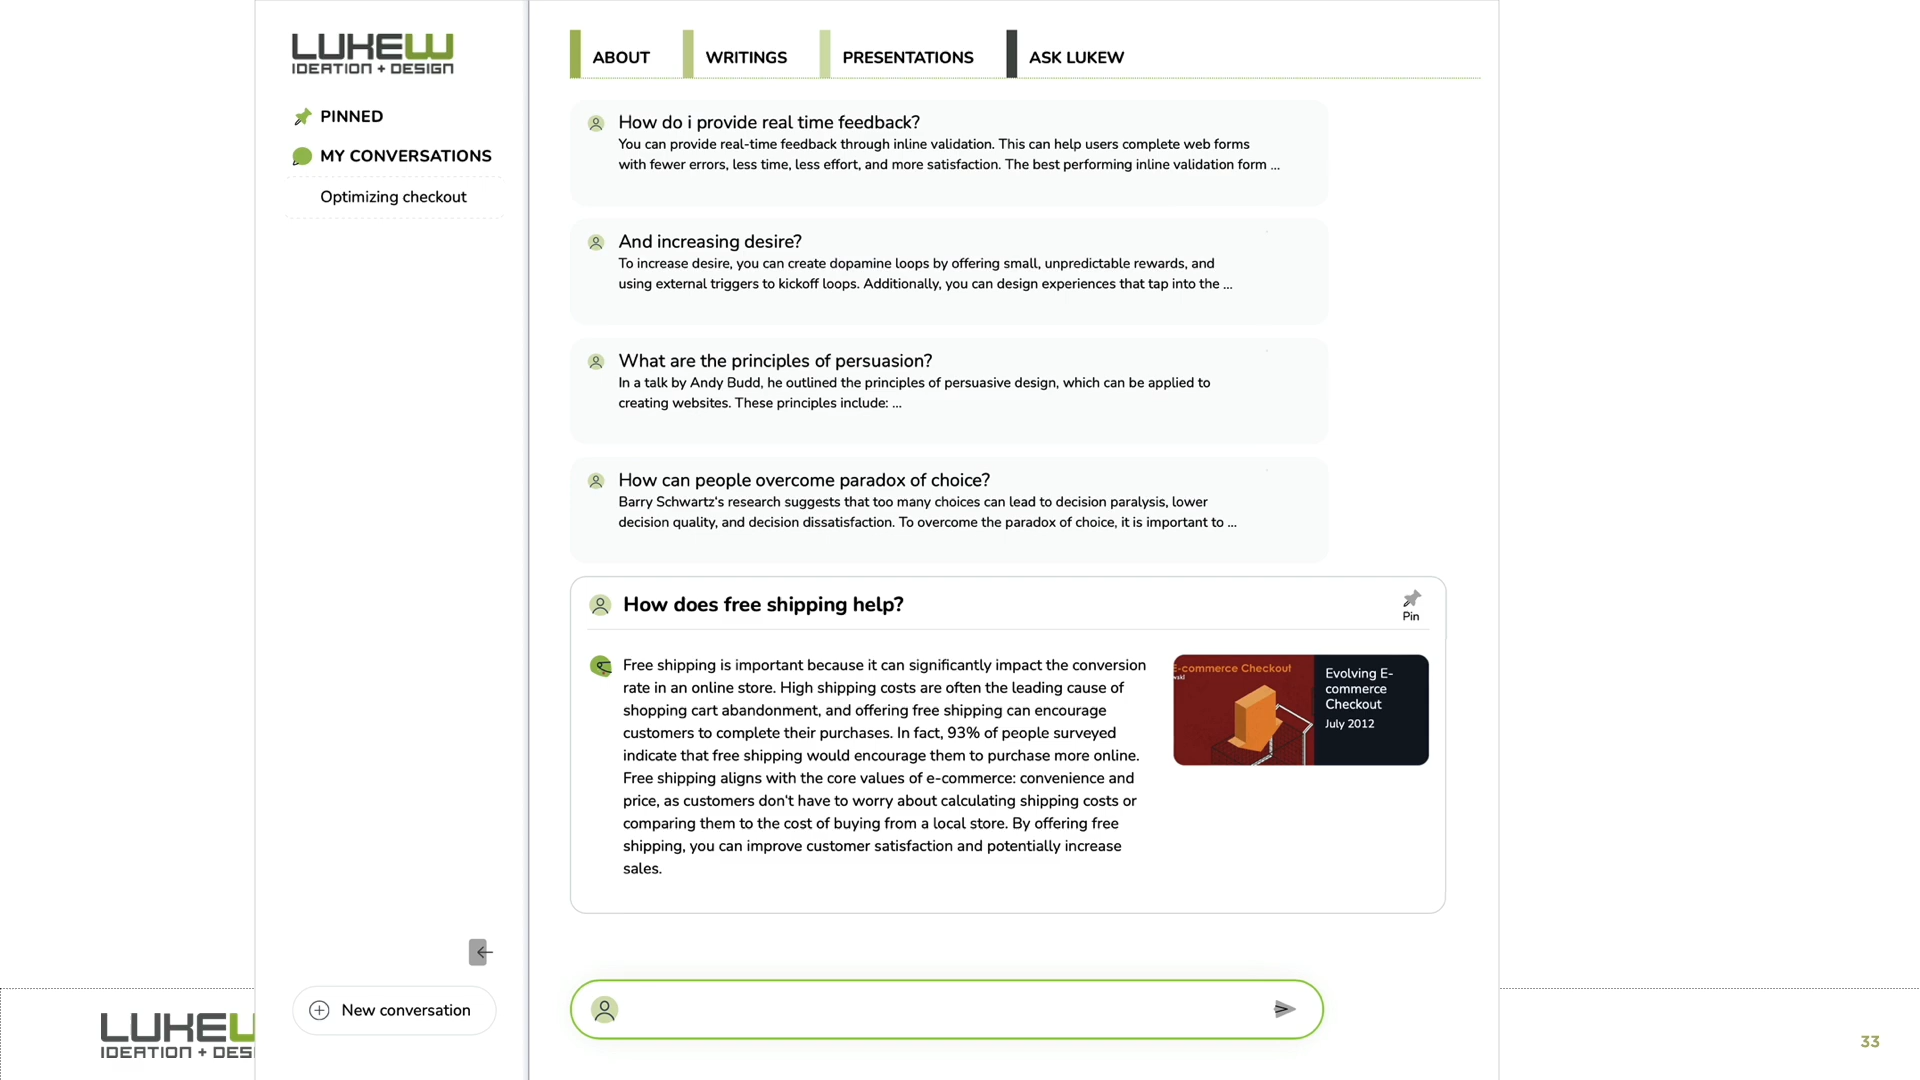 LUKEW
IDEATION + DESIGN
PINNED
MY CONVERSATIONS
Optimizing checkout
New conversation
ABOUT
WRITINGS
PRESENTATIONS
ASK LUKEW
How do i provide real time feedback?
You can provide real-time feedback through inline validation. This can help users complete web forms
with fewer errors, less time, less effort, and more satisfaction. The best performing inline validation form ...
And increasing desire?
To increase desire, you can create dopamine loops by offering small, unpredictable rewards, and
using external triggers to kickoff loops. Additionally, you can design experiences that tap into the ...
What are the principles of persuasion?
In a talk by Andy Budd, he outlined the principles of persuasive design, which can be applied to
creating websites. These principles include: ...
How can people overcome paradox of choice?
Barry Schwartz's research suggests that too many choices can lead to decision paralysis, lower
decision quality, and decision dissatisfaction. To overcome the paradox of choice, it is important to ...
How does free shipping help?
Pin
Free shipping is important because it can significantly impact the conversion
rate in an online store. High shipping costs are often the leading cause of
shopping cart abandonment, and offering free shipping can encourage
customers to complete their purchases. In fact, 93% of people surveyed
indicate that free shipping would encourage them to purchase more online.
Free shipping aligns with the core values of e-commerce: convenience and
price, as customers don't have to worry about calculating shipping costs or
comparing them to the cost of buying from a local store. By offering free
shipping, you can improve customer satisfaction and potentially increase
sales.
E-commerce Checkout
wski
Evolving E-
commerce
Checkout
July 2012
LUKEW
IDEATION + DESI
33